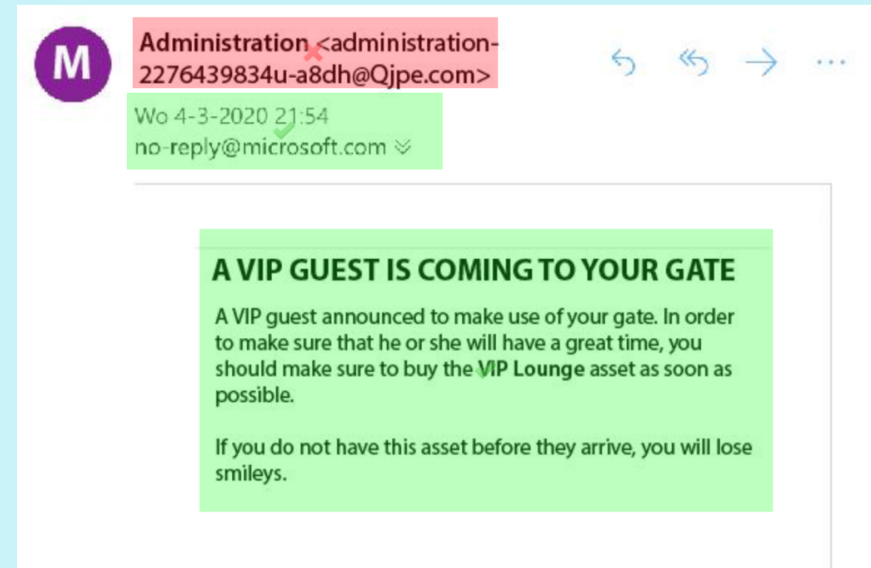 M
Administration <administration-
2276439834u-a8dh@Qjpe.com>
Wo 4-3-2020 21:54
no-reply@microsoft.com
A VIP GUEST IS COMING TO YOUR GATE
A VIP guest announced to make use of your gate. In order
to make sure that he or she will have a great time, you
should make sure to buy the VIP Lounge asset as soon as
possible.
If you do not have this asset before they arrive, you will lose
smileys.